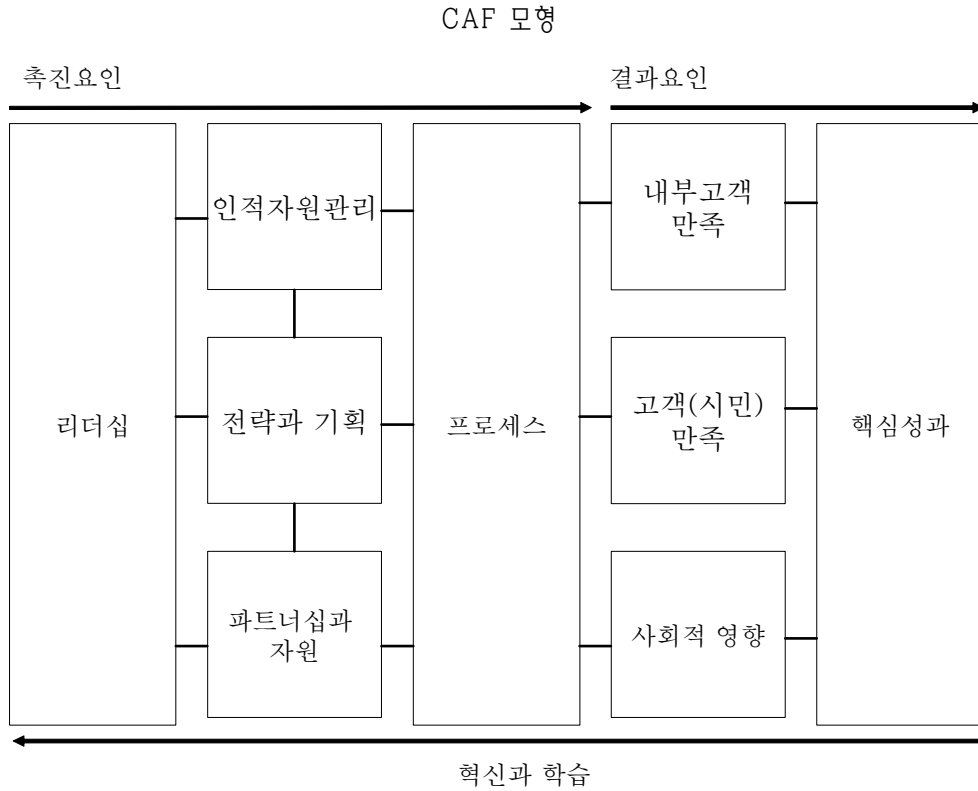 CAF 모형
촉진요인
결과요인
리더십
인적자원관리
전략과 기획
파트너십과
자원
프로세스
내부고객
만족
고객(시민)
만족
사회적 영향
핵심성과
혁신과 학습